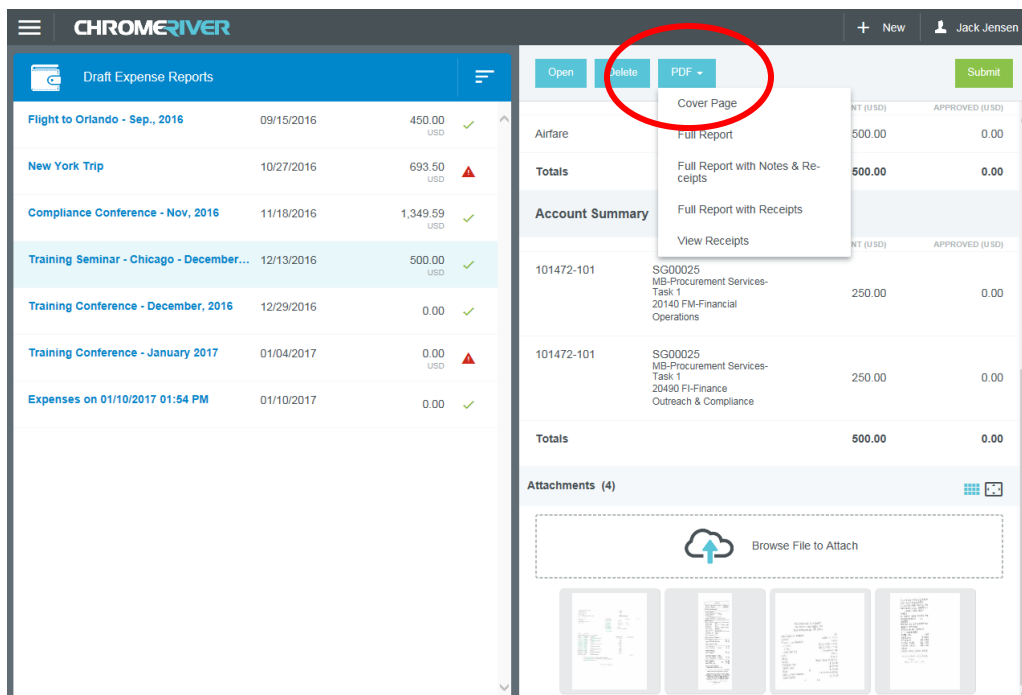 CHROMERIVER
+ New
Jack Jensen
Draft Expense Reports
Flight to Orlando - Sep., 2016 09/15/2016 450.00
USD
New York Trip 10/27/2016 693.50
USD
Compliance Conference - Nov, 2016 11/18/2016 1,349.59
USD
Training Seminar - Chicago - December... 12/13/2016 500.00
USD
Training Conference - December, 2016 12/29/2016 0.00
Training Conference - January 2017 01/04/2017 0.00
USD
Expenses on 01/10/2017 01:54 PM 01/10/2017 0.00
Open Delete PDF Submit
Cover Page
Full Report
Full Report with Notes & Re-
ceipts
Full Report with Receipts
View Receipts
NT (USD) APPROVED (USD)
Airfare 500.00 0.00
Totals 500.00 0.00
Account Summary
NT (USD) APPROVED (USD)
101472-101 SG00025
MB-Procurement Services-
Task 1
250.00 0.00
20140 FM-Financial
Operations
101472-101 SG00025
MB-Procurement Services-
Task 1
250.00 0.00
20490 FI-Finance
Outreach & Compliance
Totals 500.00 0.00
Attachments (4)
Browse File to Attach